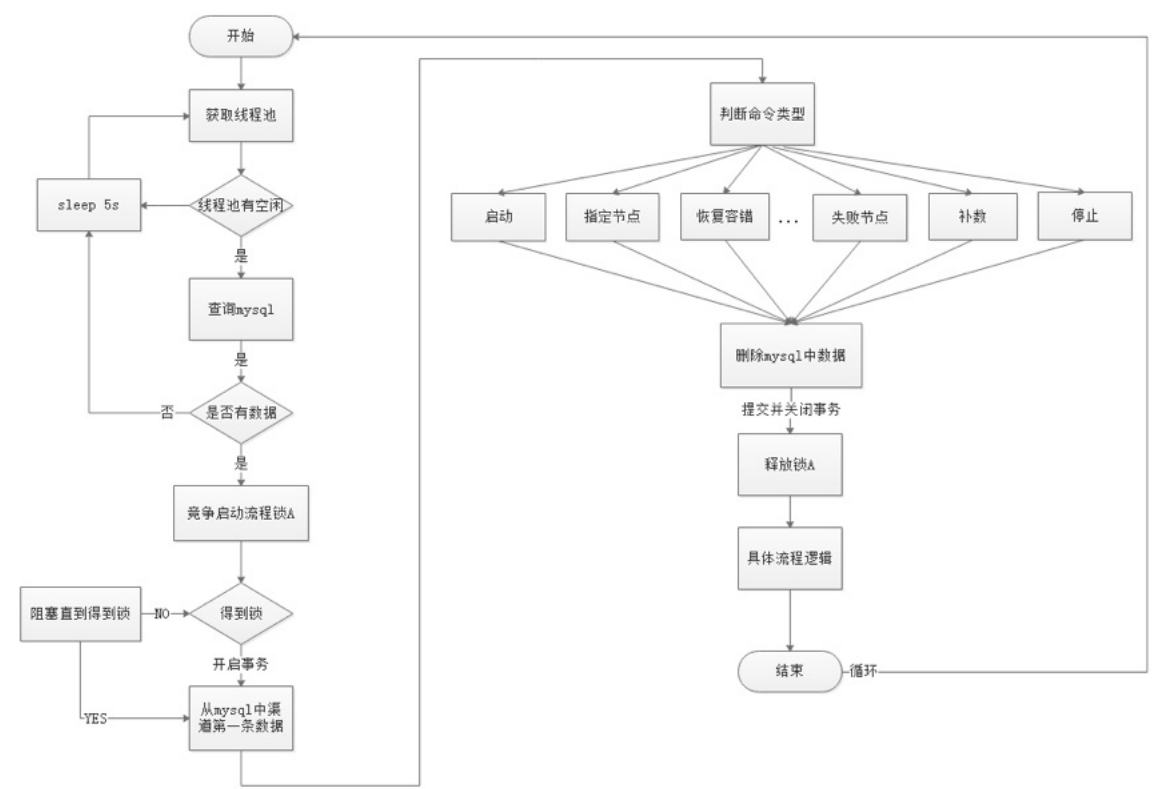 开始
获取线程池
sleep 5s
线程池有空闲
是
查询mysql
是
否
是否有数据
是
竞争启动流程锁A
阻塞直到得到锁
NO
得到锁
开启事务
YES
从mysql中渠
道第一条数据
判断命令类型
启动
指定节点
恢复容错
...
失败节点
补数
停止
删除mysql中数据
提交并关闭事务
释放锁A
具体流程逻辑
结束
循环